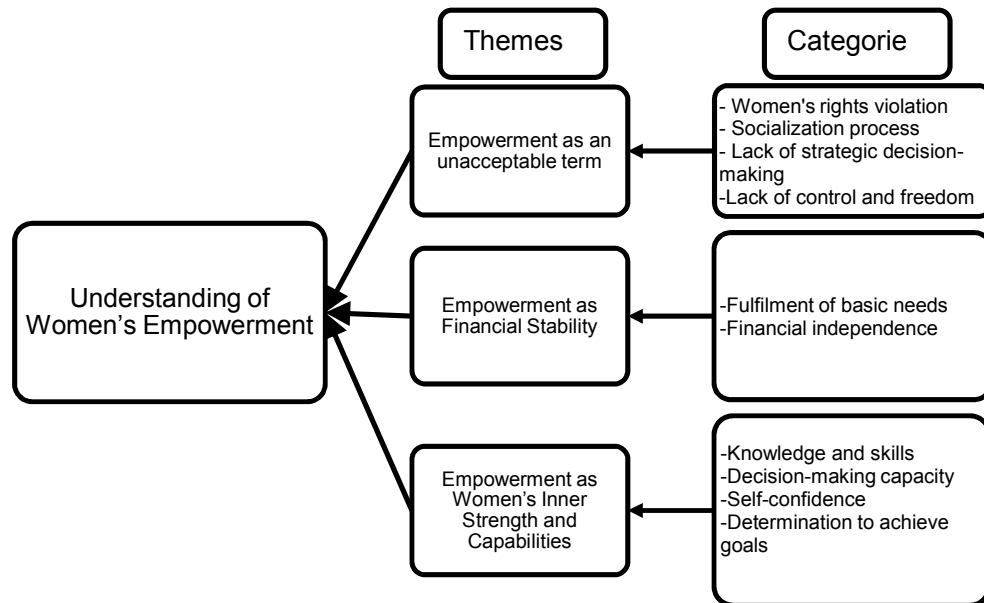 Themes
Categorie
Empowerment as an
unacceptable term
- Women's rights violation
- Socialization process
- Lack of strategic decision-
making
-Lack of control and freedom
Understanding of
Women’s Empowerment
Empowerment as
Financial Stability
-Fulfilment of basic needs
-Financial independence
Empowerment as
Women’s Inner
Strength and
Capabilities
-Knowledge and skills
-Decision-making capacity
-Self-confidence
-Determination to achieve
goals